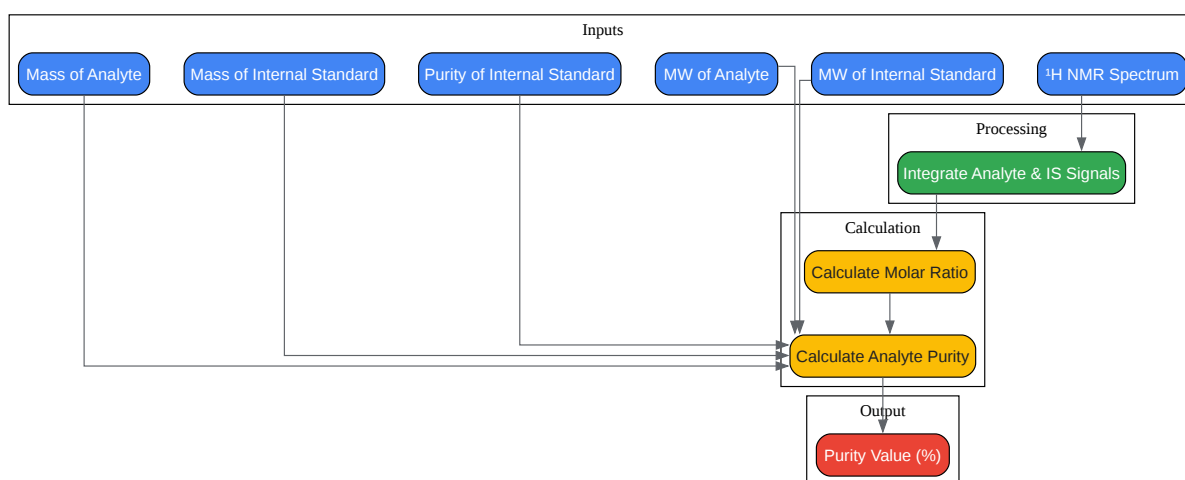 Inputs
Mass of Analyte
Mass of Internal Standard
Purity of Internal Standard
MW of Analyte
MW of Internal Standard
¹H NMR Spectrum
Processing
Integrate Analyte & IS Signals
Calculation
Calculate Molar Ratio
Calculate Analyte Purity
Output
Purity Value (%)